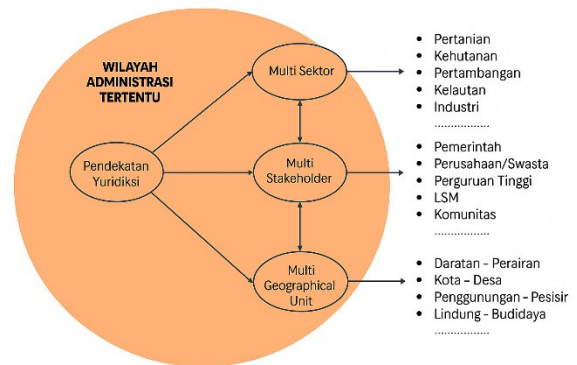 WILAYAH
ADMINISTRASI
TERTENTU
Pendekatan
Yuridiksi
Multi Sektor
Multi
Stakeholder
Multi
Geographical
Unit
• Pertanian
• Kehutanan
• Pertambangan
• Kelautan
• Industri
.................
• Pemerintah
• Perusahaan/Swasta
• Perguruan Tinggi
• LSM
• Komunitas
.................
• Daratan - Perairan
• Kota - Desa
• Penggunungan - Pesisir
• Lindung - Budidaya
.................